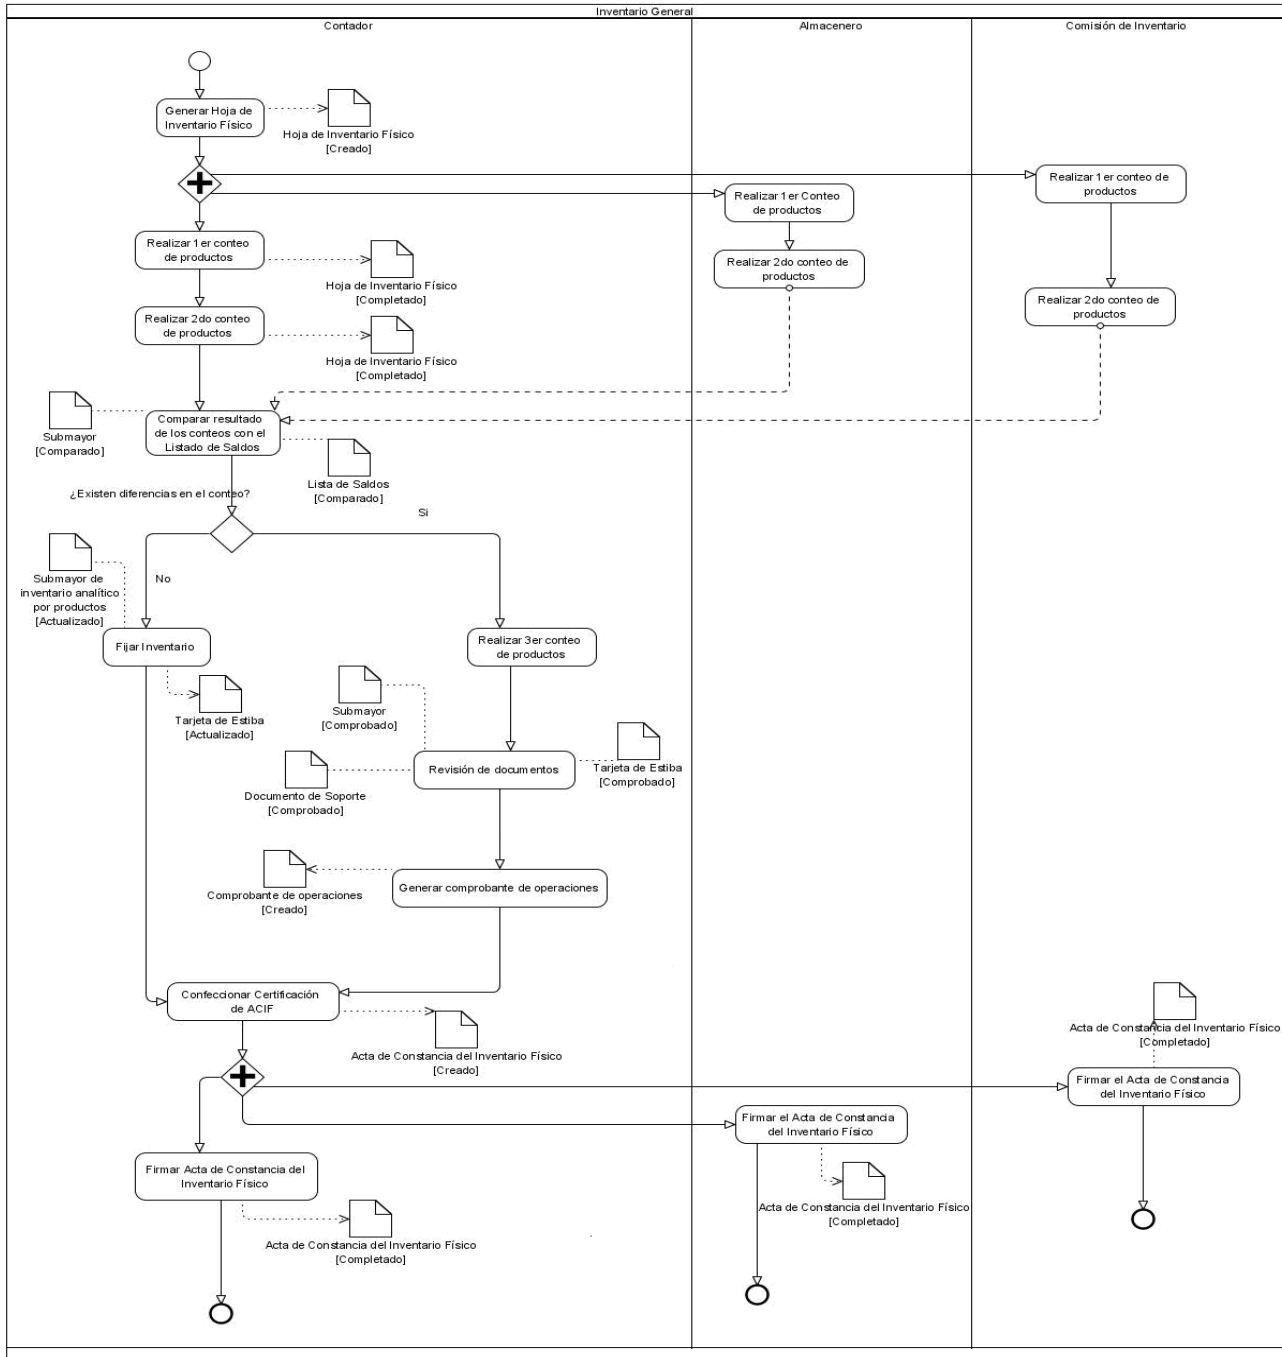 Inventario General
Contador
Almacenero
Comisión de Inventario
Generar Hoja de
Inventario Físico
Hoja de Inventario Físico
[Creado]
Realizar 1er conteo de
productos
Realizar 1er Conteo
de productos
Realizar 1er conteo
de productos
Realizar 2do conteo de
productos
Hoja de Inventario Físico
[Completado]
Realizar 2do conteo de
productos
Realizar 2do conteo
de productos
Hoja de Inventario Físico
[Completado]
Comparar resultado
de los conteos con el
Listado de Saldos
Submayor
[Comparado]
Lista de Saldos
[Comparado]
¿Existen diferencias en el conteo?
Si
No
Submayor de
inventario analítico
por productos
[Actualizado]
Fijar Inventario
Realizar 3er conteo
de productos
Tarjeta de Estiba
[Actualizado]
Submayor
[Comprobado]
Revisión de documentos
Tarjeta de Estiba
[Comprobado]
Documento de Soporte
[Comprobado]
Generar comprobante de operaciones
Comprobante de operaciones
[Creado]
Confeccionar Certificación
de ACIF
Acta de Constancia del Inventario Físico
[Creado]
Acta de Constancia del Inventario Físico
[Completado]
Firmar el Acta de Constancia
del Inventario Físico
Firmar el Acta de Constancia
del Inventario Físico
Firmar Acta de Constancia del
Inventario Físico
Acta de Constancia del Inventario Físico
[Completado]
Acta de Constancia del Inventario Físico
[Completado]